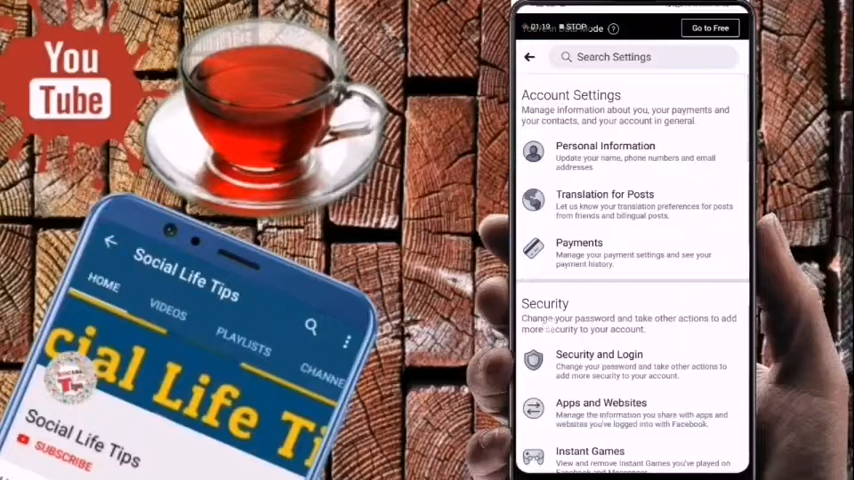 You
Tube
Social Life Tips
HOME
VIDEOS
PLAYLISTS
CHANNE
cial Life Ti
Social Life Tips
SUBSCRIBE
01:19 STOP
Mode
Go to Free
Search Settings
Account Settings
Manage information about you, your payments and
your contacts, and your account in general.
Personal Information
Update your name, phone numbers and email
addresses.
Translation for Posts
Let us know your translation preferences for posts
from friends and bilingual posts.
Payments
Manage your payment settings and see your
payment history.
Security
Change your password and take other actions to add
more security to your account.
Security and Login
Change your password and take other actions to
add more security to your account.
Apps and Websites
Manage the information you share with apps and
websites you've logged into with Facebook.
Instant Games
View and remove Instant Games you've played on
Facebook and Messenger.